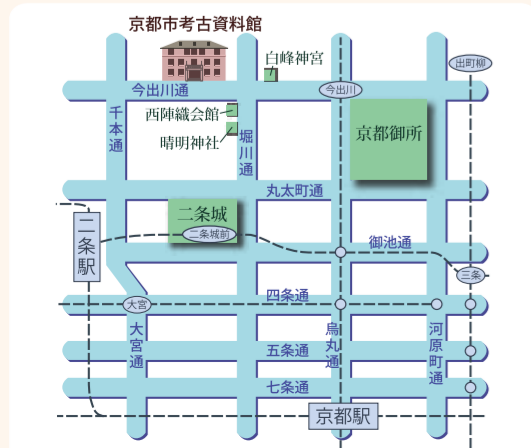 京都市考古資料館
白峰神宮
出町柳
今出川通
今出川
千本通
西陣織会館
晴明神社
堀川通
京都御所
丸太町通
二条城
二条城前
二条駅
御池通
三条
四条通
大宮
大宮通
烏丸通
河原町通
五条通
七条通
京都駅